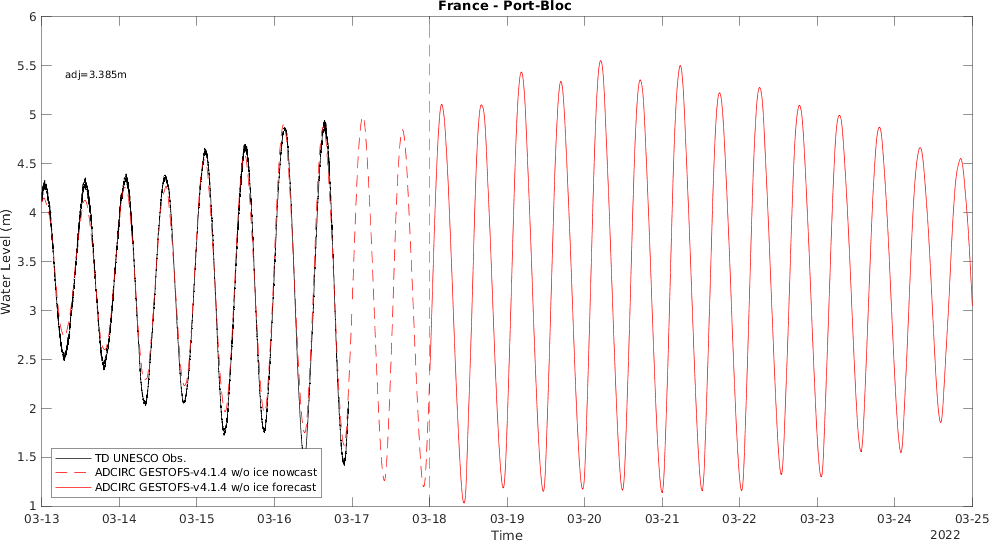 France - Port-Bloc
6
5.5
5
4.5
4
3.5
3
2.5
2
1.5
1
Water Level (m)
adj=3.385m
TD UNESCO Obs.
ADCIRC GESTOFS-v4.1.4 w/o ice nowcast
ADCIRC GESTOFS-v4.1.4 w/o ice forecast
03-13 03-14 03-15 03-16 03-17 03-18 03-19 03-20 03-21 03-22 03-23 03-24 03-25
Time
2022